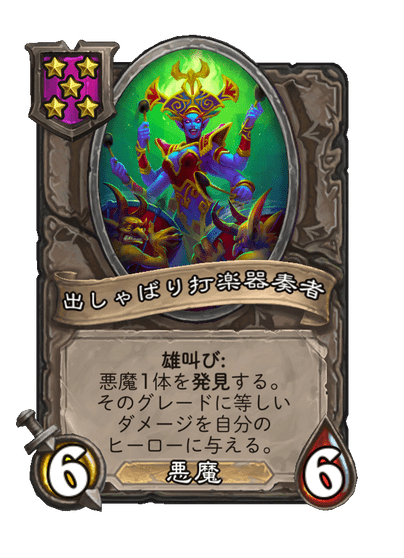 出しゃばり打楽器奏者
雄叫び:
悪魔1体を発見する。
そのグレードに等しい
ダメージを自分の
ヒーローに与える。
6
悪魔
6